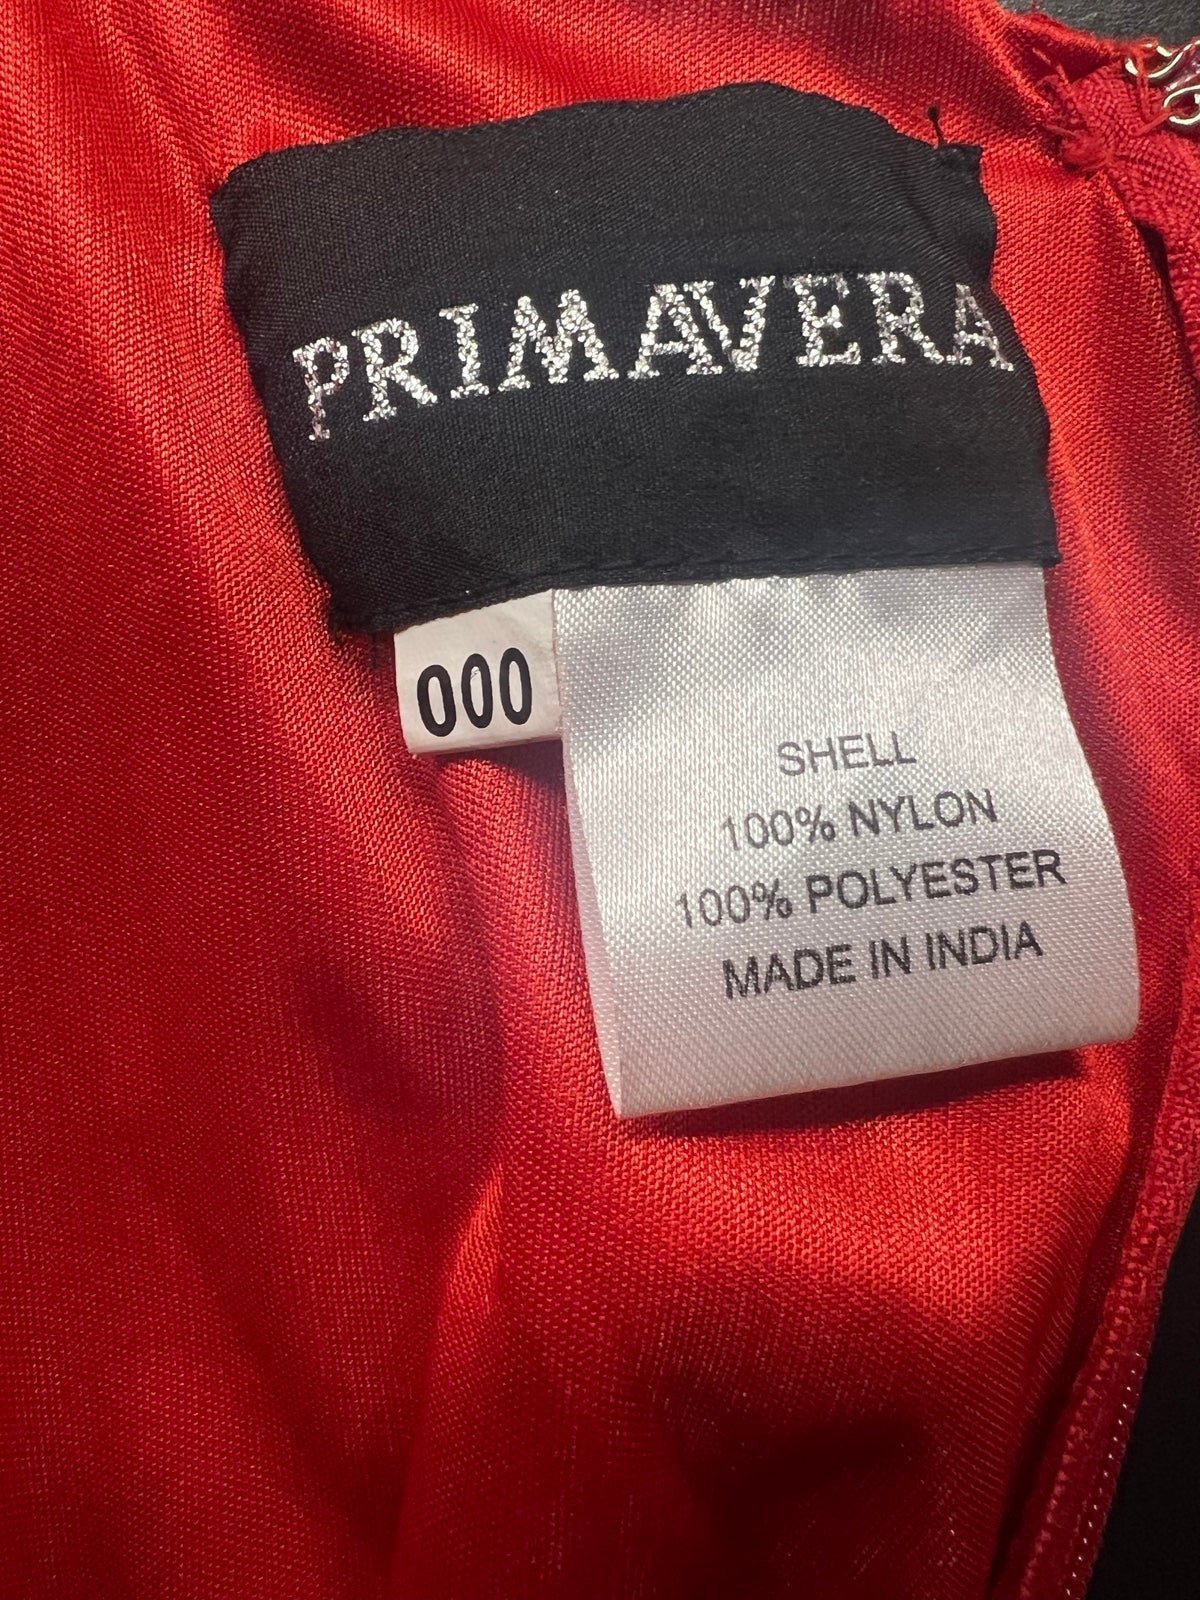 PRIMAVERA
000
SHELL
100% NYLON
100% POLYESTER
MADE IN INDIA